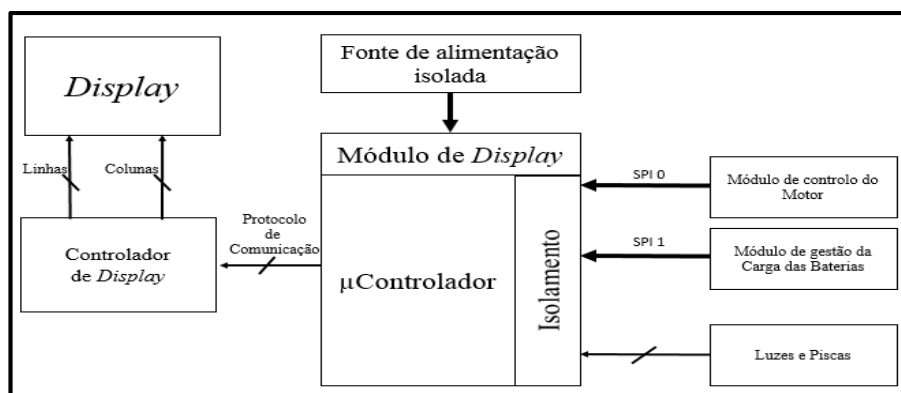 Fonte de alimentação
isolada
Display
Linhas
Colunas
Módulo de Display
SPI 0
Módulo de controlo do
Motor
Protocolo
de
Comunicação
Controlador
de Display
µControlador
Isolamento
SPI 1
Módulo de gestão da
Carga das Baterias
Luzes e Piscas